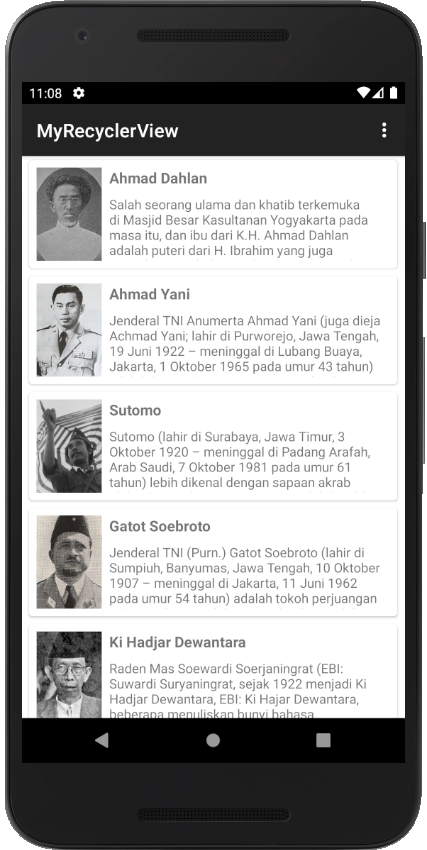 11:08
MyRecyclerView
Ahmad Dahlan
Salah seorang ulama dan khatib terkemuka
di Masjid Besar Kasultanan Yogyakarta pada
masa itu, dan ibu dari K.H. Ahmad Dahlan
adalah puteri dari H. Ibrahim yang juga
Ahmad Yani
Jenderal TNI Anumerta Ahmad Yani (juga dieja
Achmad Yani; lahir di Purworejo, Jawa Tengah,
19 Juni 1922 – meninggal di Lubang Buaya,
Jakarta, 1 Oktober 1965 pada umur 43 tahun)
Sutomo
Sutomo (lahir di Surabaya, Jawa Timur, 3
Oktober 1920 – meninggal di Padang Arafah,
Arab Saudi, 7 Oktober 1981 pada umur 61
tahun) lebih dikenal dengan sapaan akrab
Gatot Soebroto
Jenderal TNI (Purn.) Gatot Soebroto (lahir di
Sumpiuh, Banyumas, Jawa Tengah, 10 Oktober
1907 – meninggal di Jakarta, 11 Juni 1962
pada umur 54 tahun) adalah tokoh perjuangan
Ki Hadjar Dewantara
Raden Mas Soewardi Soerjaningrat (EBI:
Suwardi Suryaningrat, sejak 1922 menjadi Ki
Hadjar Dewantara, EBI: Ki Hajar Dewantara,
beberapa menuliskan bunyi bahasa